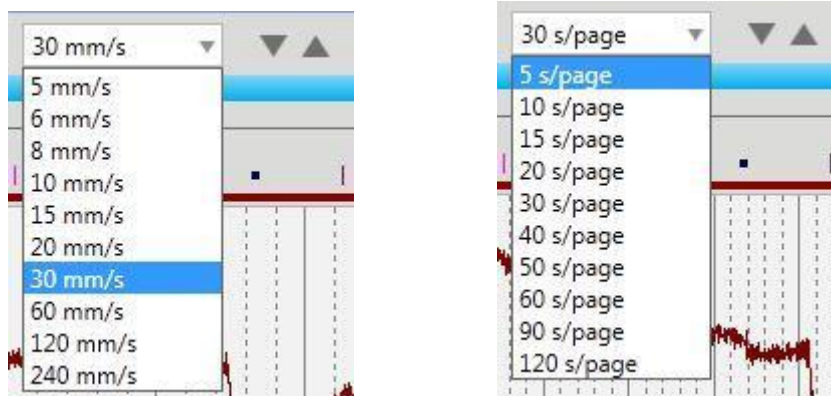 30 mm/s
5 mm/s
6 mm/s
8 mm/s
10 mm/s
15 mm/s
20 mm/s
30 mm/s
60 mm/s
120 mm/s
240 mm/s
30 s/page
5 s/page
10 s/page
15 s/page
20 s/page
30 s/page
40 s/page
50 s/page
60 s/page
90 s/page
120 s/page